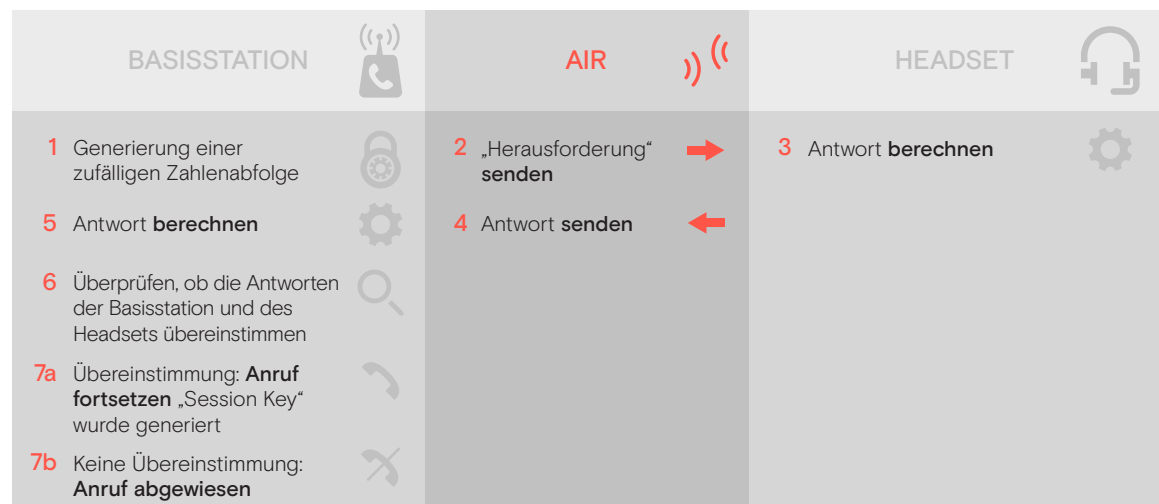 BASISSTATION
AIR
HEADSET
1 Generierung einer
zufälligen Zahlenabfolge
2 „Herausforderung“
senden
3 Antwort berechnen
5 Antwort berechnen
4 Antwort senden
6 Überprüfen, ob die Antworten
der Basisstation und des
Headsets übereinstimmen
7a Übereinstimmung: Anruf
fortsetzen „Session Key“
wurde generiert
7b Keine Übereinstimmung:
Anruf abgewiesen